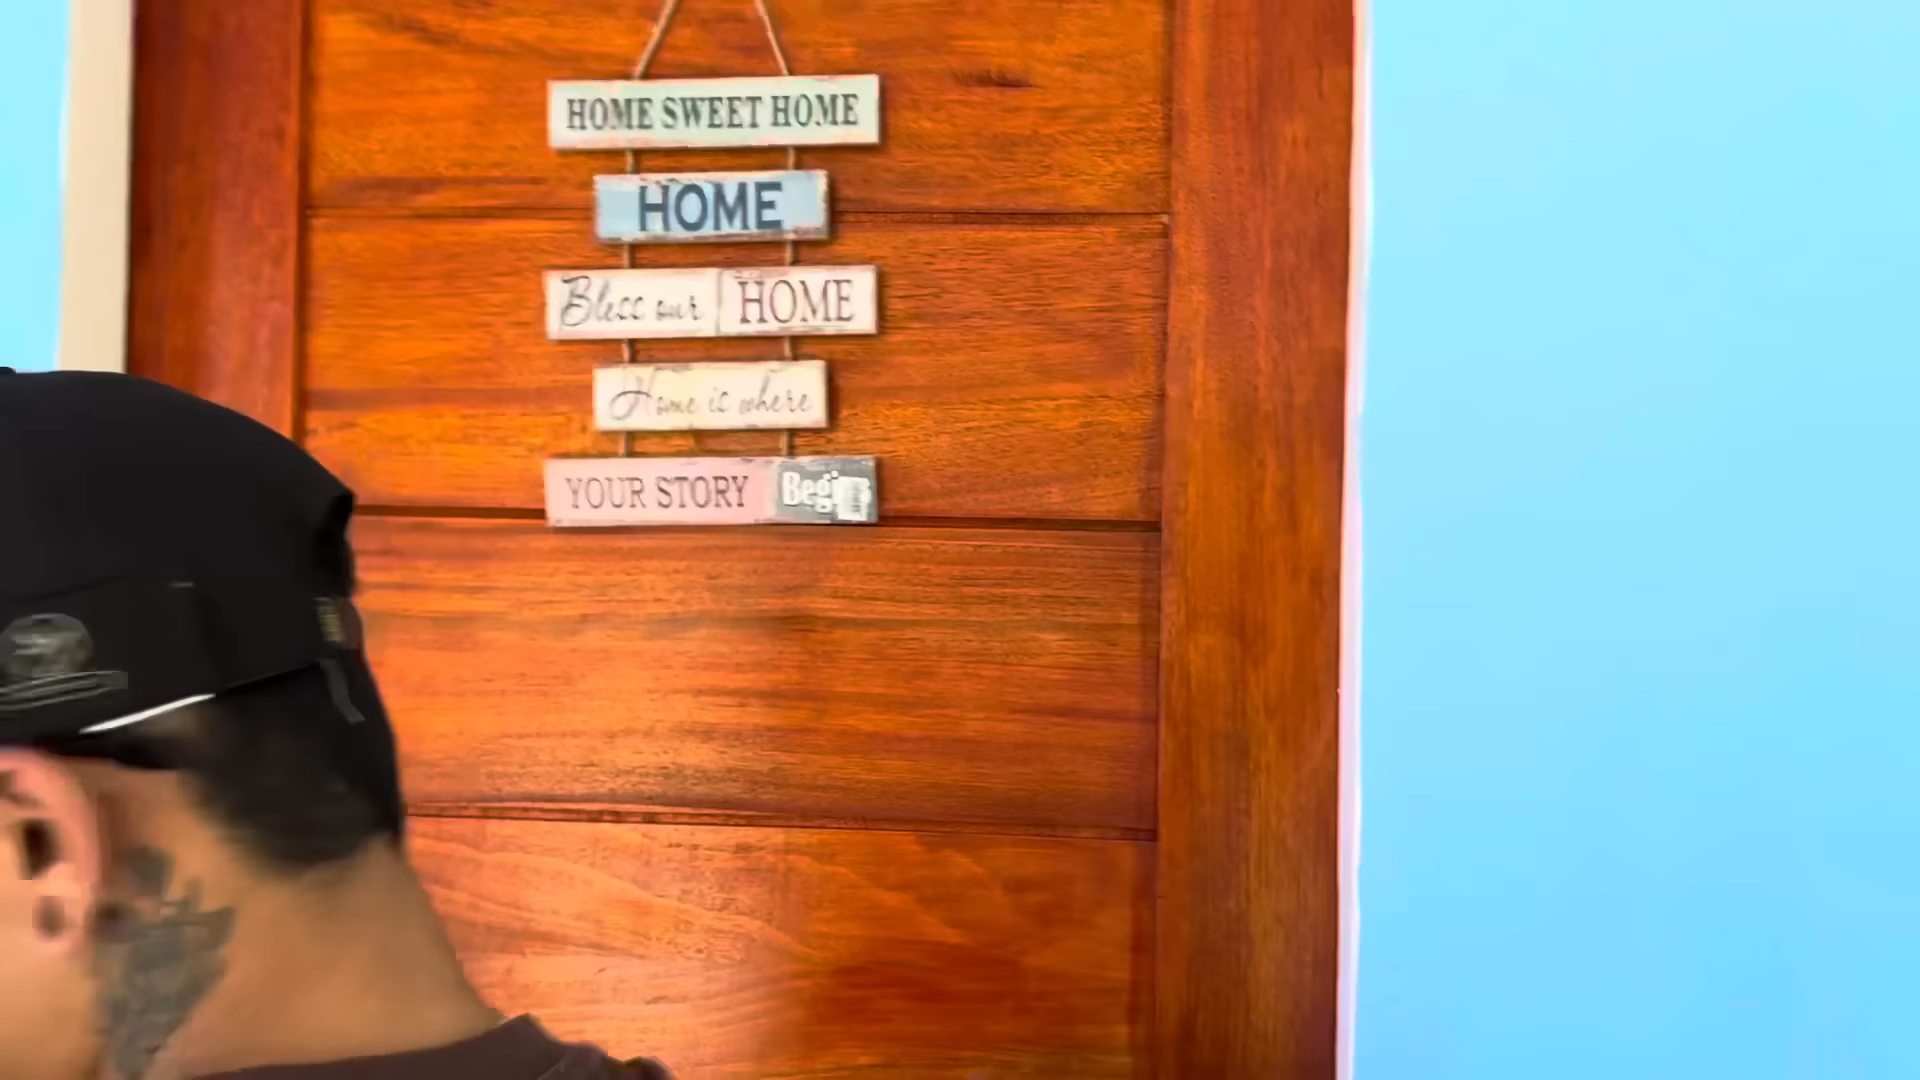 HOME SWEET HOME
HOME
Bless our HOME
Home is where
YOUR STORY Begins